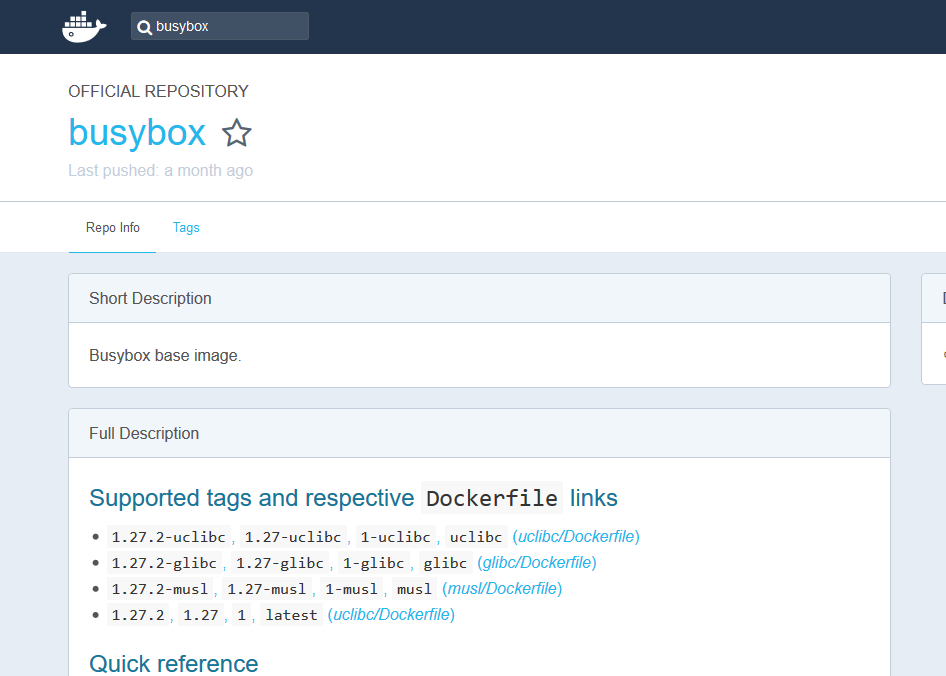 busybox
OFFICIAL REPOSITORY
busybox
Last pushed: a month ago
Repo Info Tags
Short Description
Busybox base image.
Full Description
Supported tags and respective Dockerfile links
• 1.27.2-uclibc, 1.27-uclibc, 1-uclibc, uclibc (uclibc/Dockerfile)
• 1.27.2-glibc, 1.27-glibc, 1-glibc, glibc (glibc/Dockerfile)
• 1.27.2-musl, 1.27-musl, 1-musl, musl (musl/Dockerfile)
• 1.27.2, 1.27, 1, latest (uclibc/Dockerfile)
Quick reference